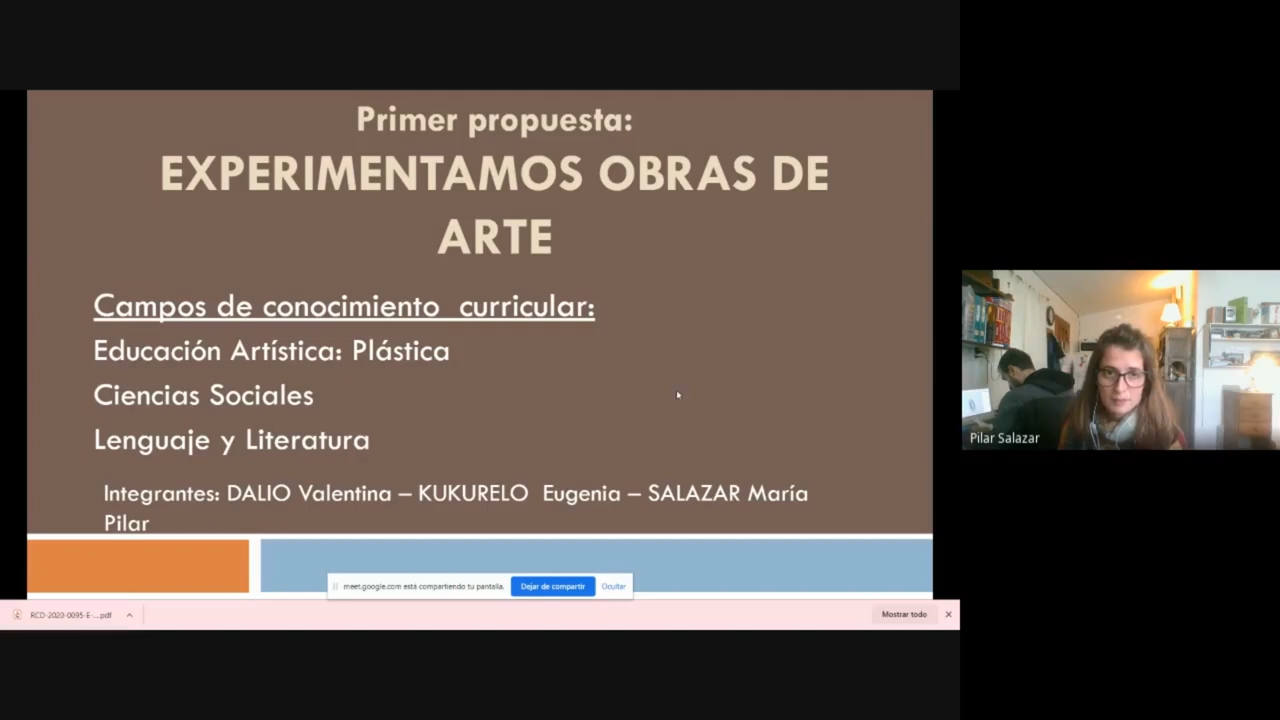 Primer propuesta:
EXPERIMENTAMOS OBRAS DE
ARTE
Campos de conocimiento  curricular:
Educación Artística: Plástica
Ciencias Sociales
Lenguaje y Literatura
Integrantes: DALIO Valentina – KUKURELO  Eugenia – SALAZAR María
Pilar
Pilar Salazar
meet.google.com está compartiendo tu pantalla.
Dejar de compartir
Ocultar
RCD-2020-0095-E-....pdf
Mostrar todo